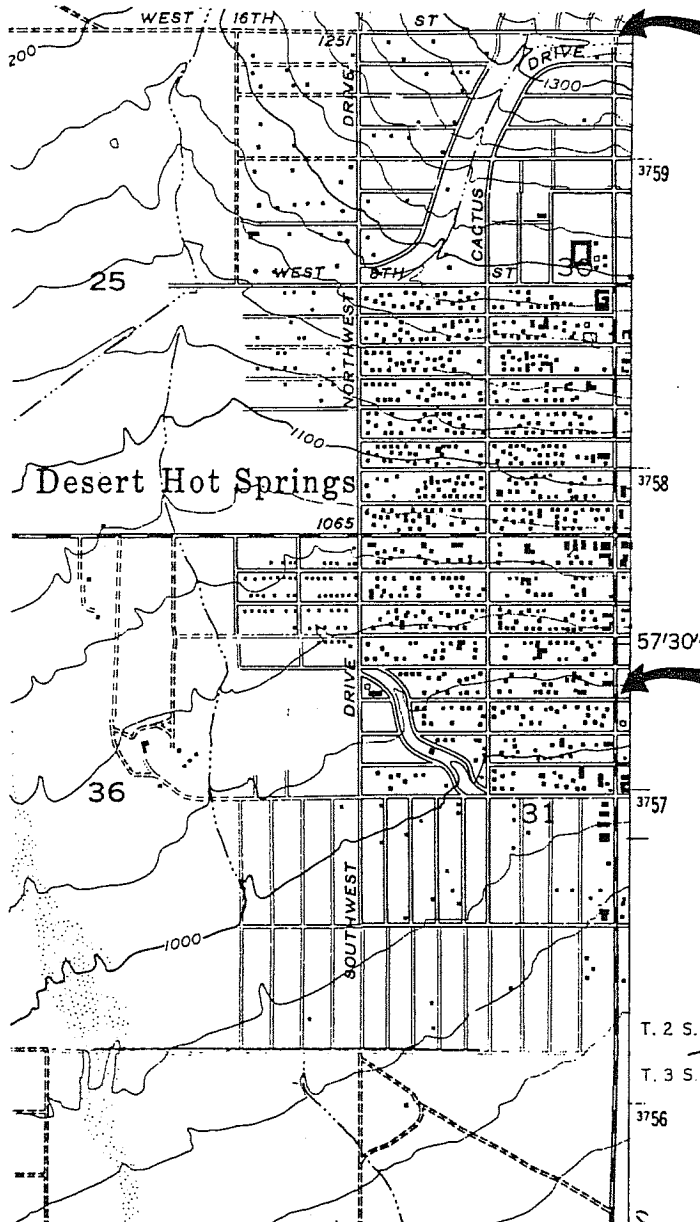 WEST 16TH ST
200
1251
DRIVE
DRIVE
1300
3759
CACTUS
25
30
WEST 8TH ST
NORTHWEST
1100
Desert Hot Springs
3758
1065
57'30"
DRIVE
36
31
3757
SOUTHWEST
1000
T. 2 S.
T. 3 S.
3756